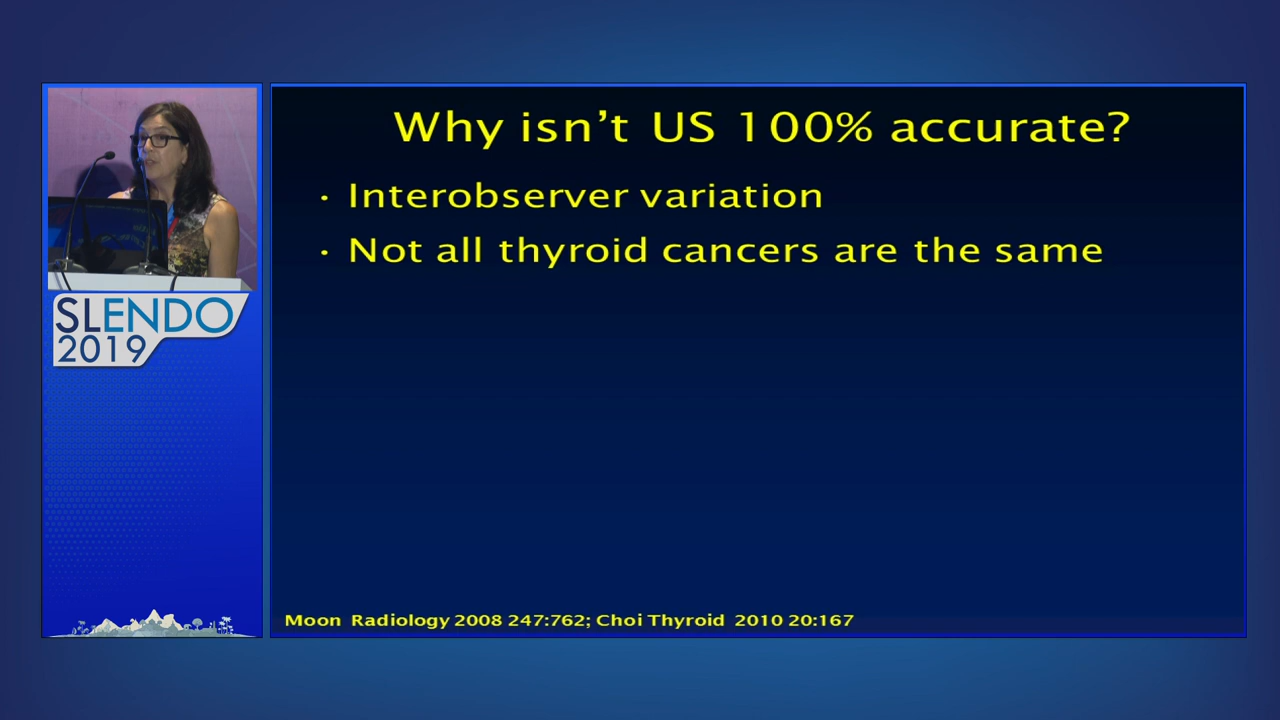 Why isn't US 100% accurate?
• Interobserver variation
• Not all thyroid cancers are the same
SLENDO
2019
Moon Radiology 2008 247:762; Choi Thyroid 2010 20:167